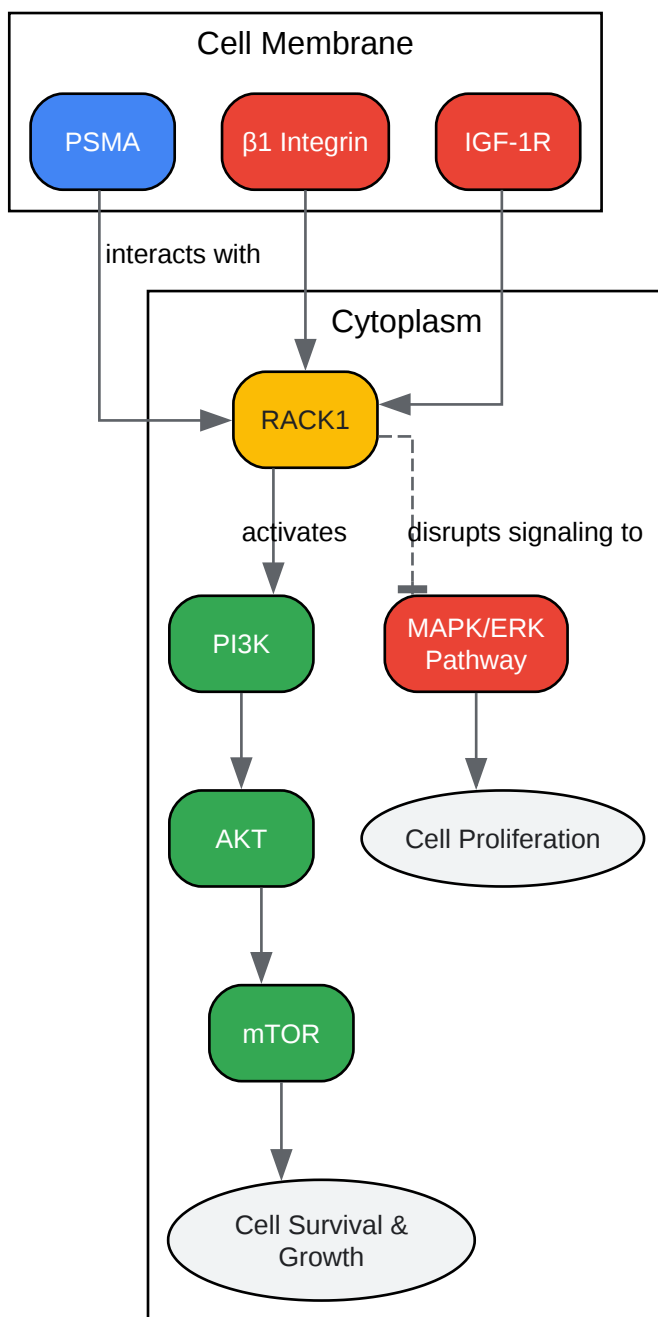 Cell Membrane
PSMA
β1 Integrin
IGF-1R
interacts with
Cytoplasm
RACK1
activates
disrupts signaling to
PI3K
MAPK/ERK
Pathway
AKT
Cell Proliferation
mTOR
Cell Survival &
Growth